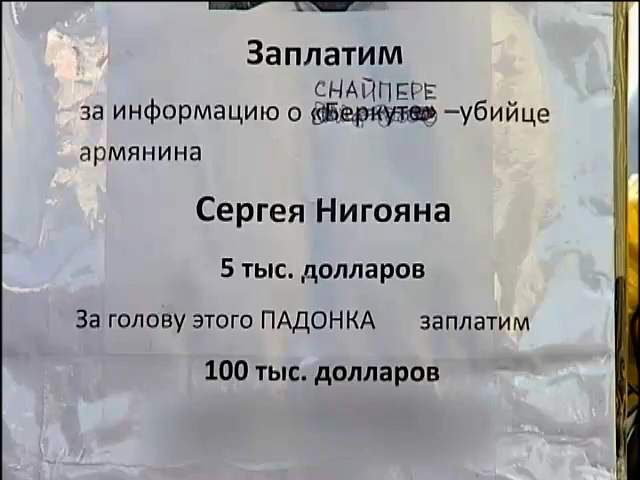 Заплатим
СНАЙПЕРЕ
за информацию о «Беркуте» –убийце
армянина
Сергея Нигояна
5 тыс. долларов
За голову этого ПАДОНКА заплатим
100 тыс. долларов